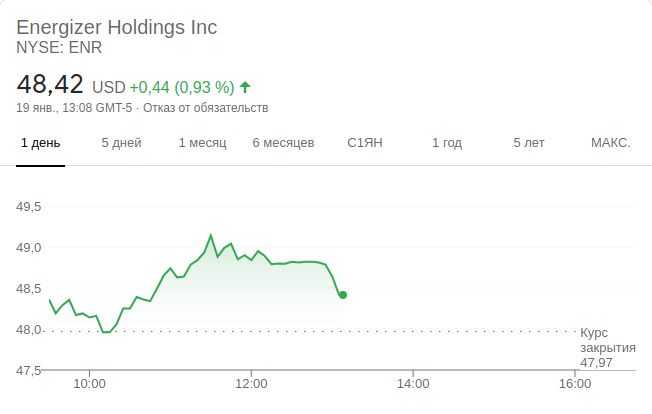 Energizer Holdings Inc
NYSE: ENR
48,42 USD +0,44 (0,93 %)
19 янв., 13:08 GMT-5 · Отказ от обязательств
1 день 5 дней 1 месяц 6 месяцев С1ЯН 1 год 5 лет МАКС.
49,5
49,0
48,5
48,0
Курс
закрытия
47,97
47,5
10:00 12:00 14:00 16:00